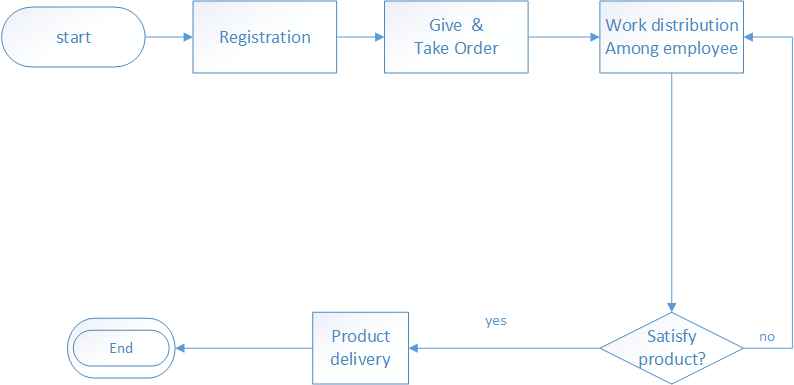 start
Registration
Give &
Take Order
Work distribution
Among employee
Satisfy
product?
no
yes
Product
delivery
End